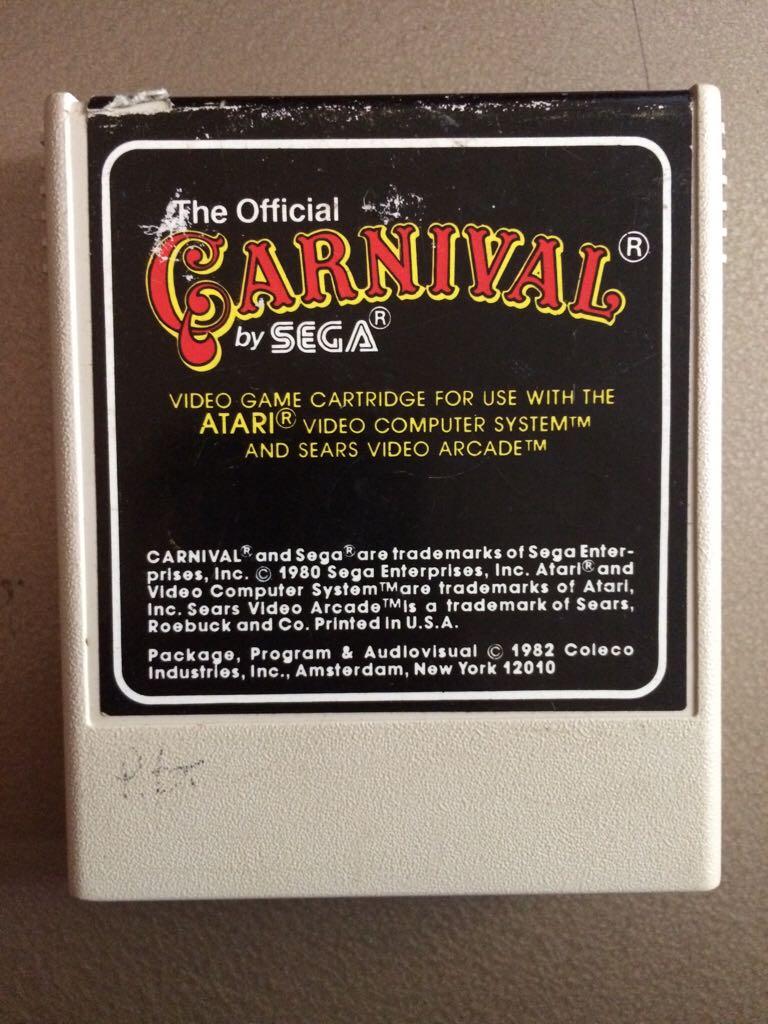 The Official
CARNIVAL®
by SEGA®
VIDEO GAME CARTRIDGE FOR USE WITH THE
ATARI® VIDEO COMPUTER SYSTEM™
AND SEARS VIDEO ARCADE™
CARNIVAL® and Sega® are trademarks of Sega Enter-
prises, Inc. © 1980 Sega Enterprises, Inc. Atari® and
Video Computer System™ are trademarks of Atari,
Inc. Sears Video Arcade™ is a trademark of Sears,
Roebuck and Co. Printed in U.S.A.
Package, Program & Audiovisual © 1982 Coleco
Industries, Inc., Amsterdam, New York 12010